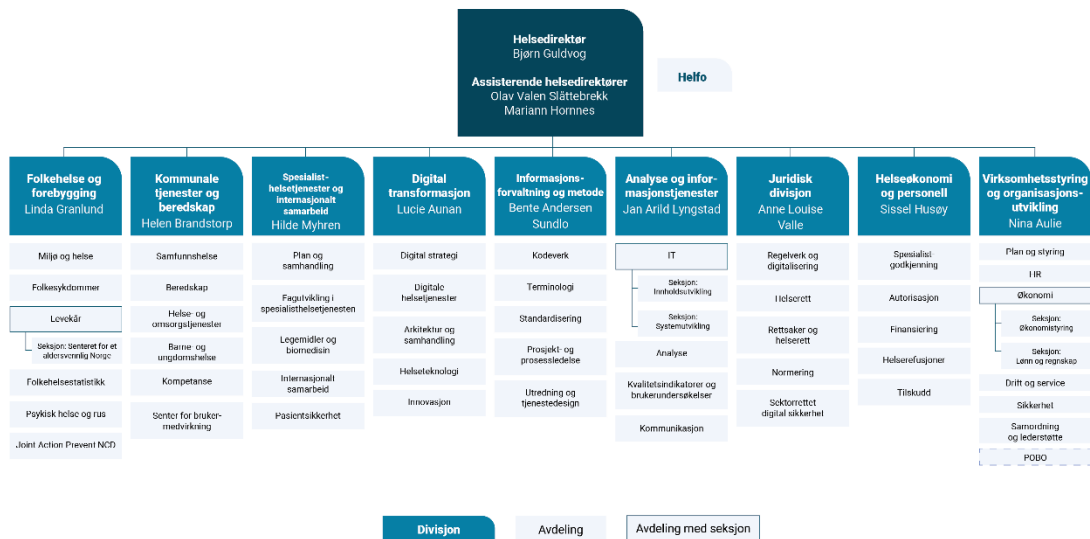 Helsedirektør
Bjørn Guldvog
Assisterende helsedirektører
Olav Valen Slåttebrekk
Mariann Hornnes
Helfo
Folkehelse og
forebygging
Linda Granlund
Miljø og helse
Folkesykdommer
Levekår
Seksjon: Senteret for et
aldersvennlig Norge
Folkehelsestatistikk
Psykisk helse og rus
Joint Action Prevent NCD
Kommunale
tjenester og
beredskap
Helen Brandstorp
Samfunnshelse
Beredskap
Helse- og
omsorgstjenester
Barne- og
ungdomshelse
Kompetanse
Senter for bruker-
medvirkning
Spesialist-
helsetjenester og
internasjonalt
samarbeid
Hilde Myhren
Plan og
samhandling
Fagutvikling i
spesialisthelsetjenesten
Legemidler og
biomedisin
Internasjonalt
samarbeid
Pasientsikkerhet
Digital
transformasjon
Lucie Aunan
Digital strategi
Digitale
helsetjenester
Arkitektur og
samhandling
Helseteknologi
Innovasjon
Informasjons-
forvaltning og metode
Bente Andersen
Sundlo
Kodeverk
Terminologi
Standardisering
Prosjekt- og
prosessledelse
Utredning og
tjenestedesign
Analyse og infor-
masjonstjenester
Jan Arild Lyngstad
IT
Seksjon:
Innholdsutvikling
Seksjon:
Systemutvikling
Analyse
Kvalitetsindikatorer og
brukerundersøkelser
Kommunikasjon
Juridisk
divisjon
Anne Louise
Valle
Regelverk og
digitalisering
Helserett
Rettsaker og
helserett
Normering
Sektorrettet
digital sikkerhet
Helseøkonomi
og personell
Sissel Husøy
Spesialist-
godkjenning
Autorisasjon
Finansiering
Helserefusjoner
Tilskudd
Virksomhetsstyring
og organisasjons-
utvikling
Nina Aulie
Plan og styring
HR
Økonomi
Seksjon:
Økonomistyring
Seksjon:
Lønn og regnskap
Drift og service
Sikkerhet
Samordning
og lederstøtte
POBO
Divisjon
Avdeling
Avdeling med seksjon